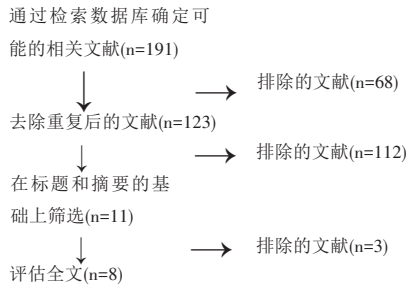 通过检索数据库确定可
能的相关文献(n=191)
排除的文献(n=68)
去除重复后的文献(n=123)
排除的文献(n=112)
在标题和摘要的基
础上筛选(n=11)
排除的文献(n=3)
评估全文(n=8)